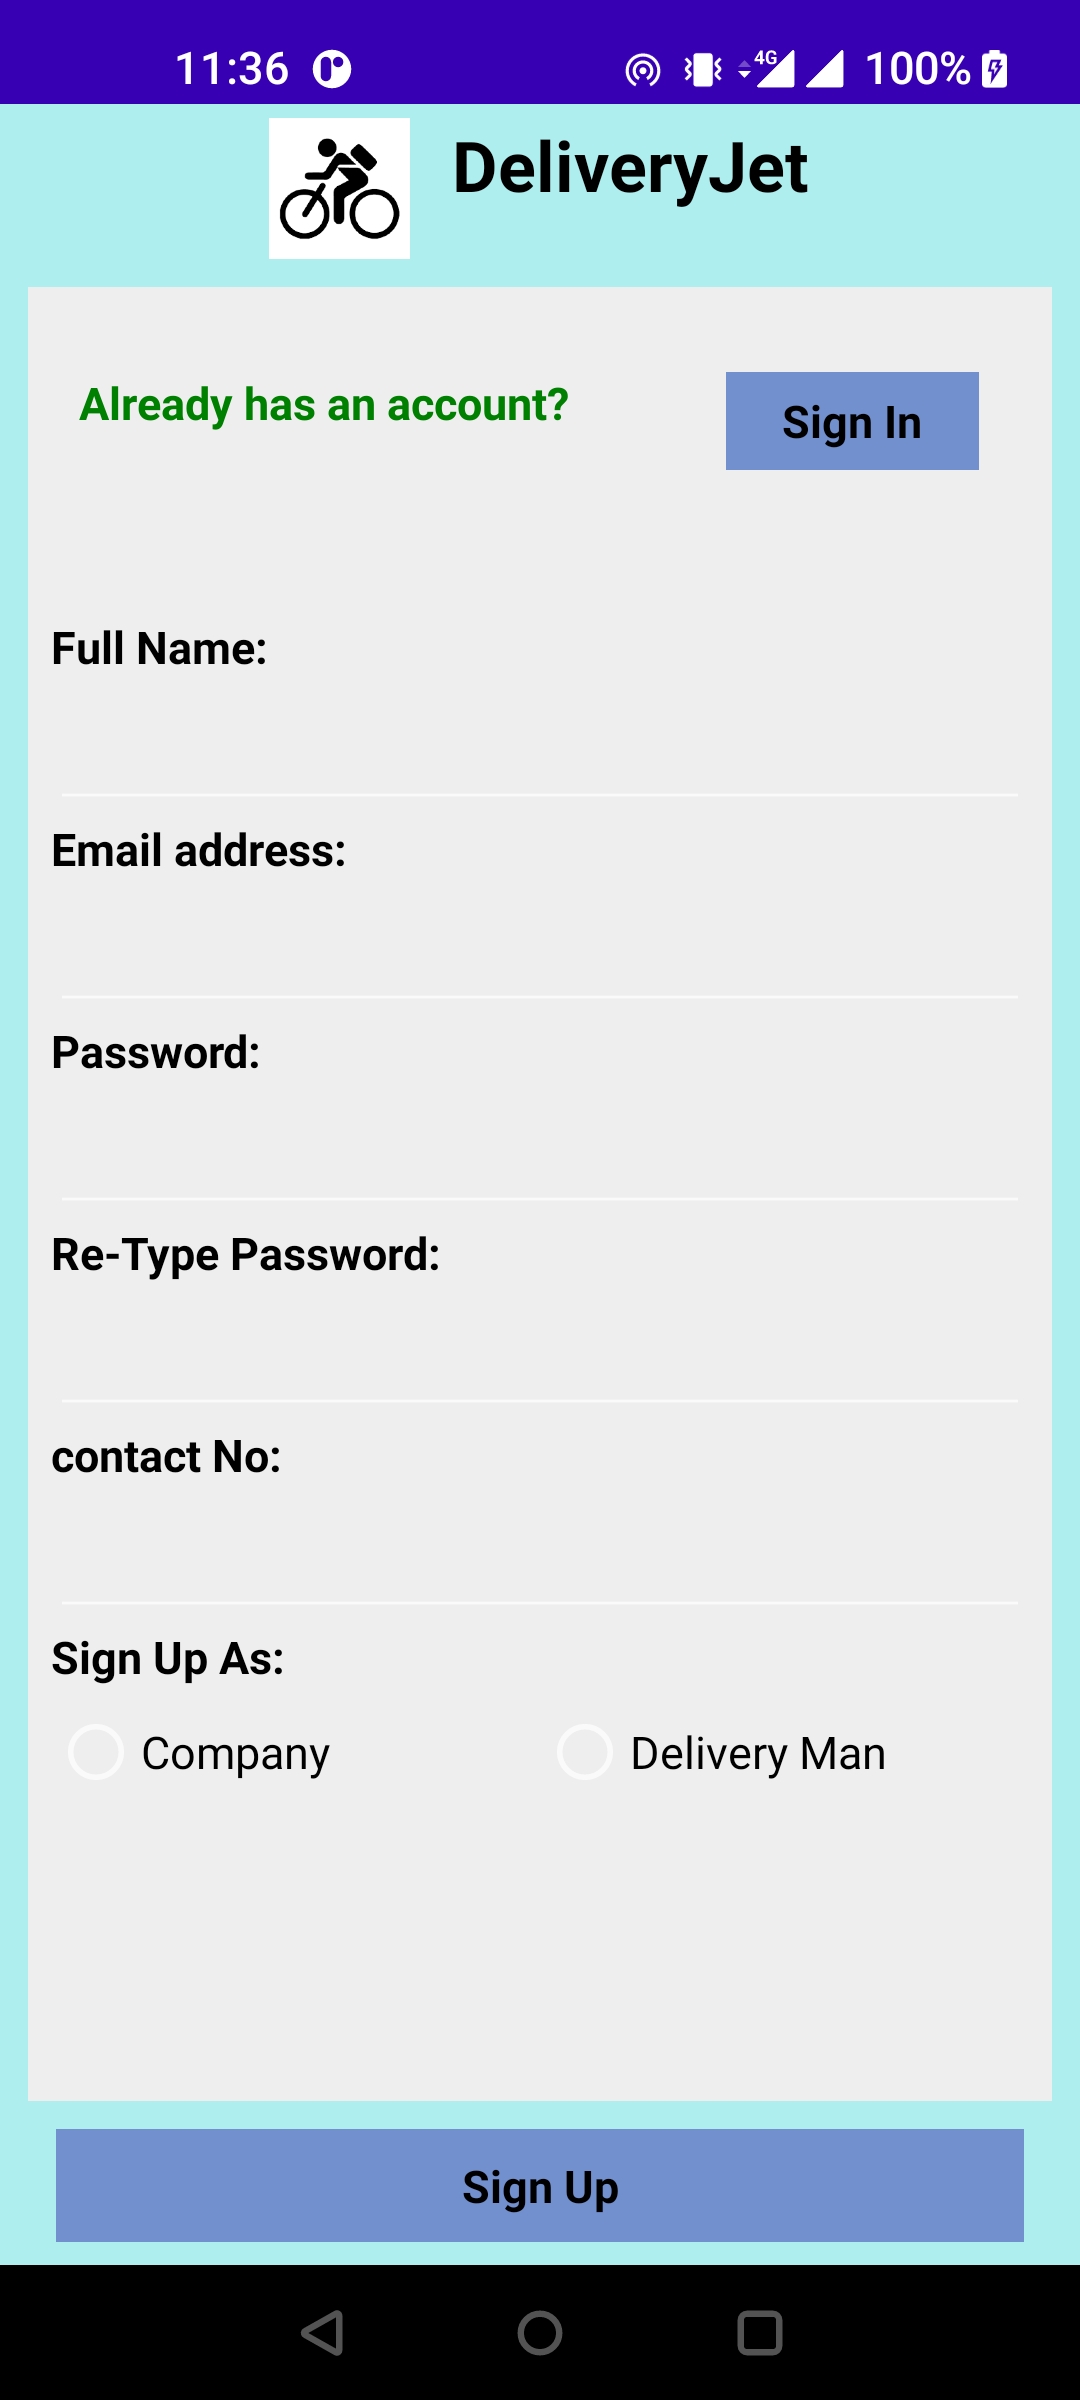 11:36 4G 100%
DeliveryJet
Already has an account? Sign In
Full Name:
Email address:
Password:
Re-Type Password:
contact No:
Sign Up As:
Company Delivery Man
Sign Up